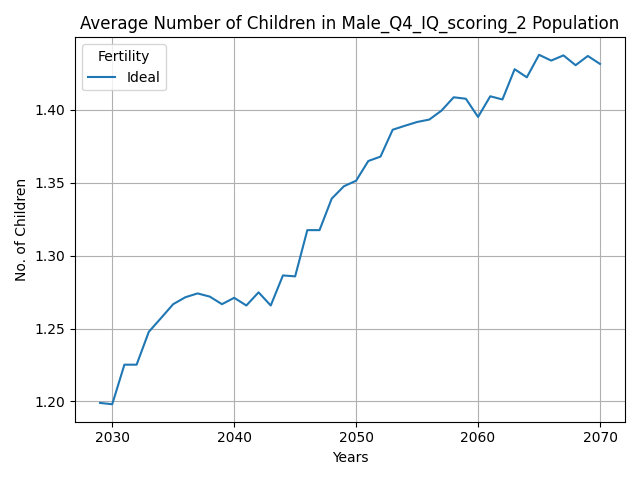 Average Number of Children in Male_Q4_IQ_scoring_2 Population
Fertility
Ideal
No. of Children
1.40
1.35
1.30
1.25
1.20
2030 2040 2050 2060 2070
Years